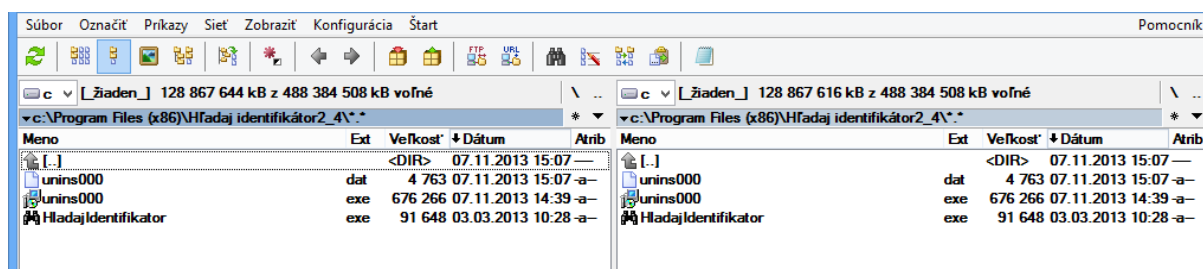 Súbor Označiť Príkazy Sieť Zobraziť Konfigurácia Štart Pomocník
FTP URL
c [_žiaden_] 128 867 644 kB z 488 384 508 kB voľné \ ..
c:\Program Files (x86)\Hľadaj identifikátor2_4\*.* *
Meno Ext Veľkosť Dátum Atrib
[..] <DIR> 07.11.2013 15:07 —
unins000 dat 4 763 07.11.2013 15:07 -a–
unins000 exe 676 266 07.11.2013 14:39 -a–
HladajIdentifikator exe 91 648 03.03.2013 10:28 -a–
c [_žiaden_] 128 867 616 kB z 488 384 508 kB voľné \ ..
c:\Program Files (x86)\Hľadaj identifikátor2_4\*.* *
Meno Ext Veľkosť Dátum Atrib
[..] <DIR> 07.11.2013 15:07 —
unins000 dat 4 763 07.11.2013 15:07 -a–
unins000 exe 676 266 07.11.2013 14:39 -a–
HladajIdentifikator exe 91 648 03.03.2013 10:28 -a–